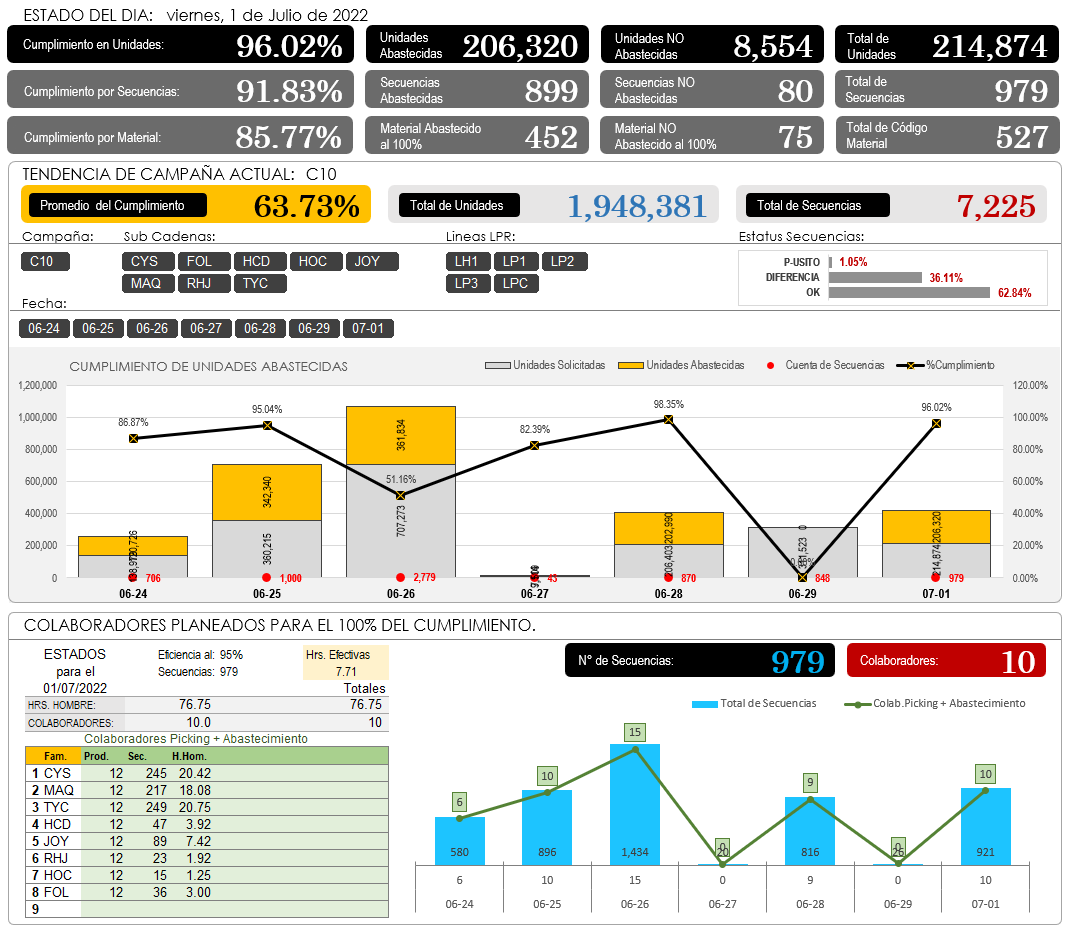 ESTADO DEL DIA: viernes, 1 de Julio de 2022
Cumplimiento en Unidades: 96.02%
Unidades Abastecidas 206,320
Unidades NO Abastecidas 8,554
Total de Unidades 214,874
Cumplimiento por Secuencias: 91.83%
Secuencias Abastecidas 899
Secuencias NO Abastecidas 80
Total de Secuencias 979
Cumplimiento por Material: 85.77%
Material Abastecido al 100% 452
Material NO Abastecido al 100% 75
Total de Código Material 527
TENDENCIA DE CAMPAÑA ACTUAL: C10
Promedio del Cumplimiento 63.73%
Total de Unidades 1,948,381
Total de Secuencias 7,225
Campaña: Sub Cadenas: Lineas LPR: Estatus Secuencias:
C10 CYS FOL HCD HOC JOY LH1 LP1 LP2
MAQ RHJ TYC LP3 LPC
P-USITO 1.05%
DIFERENCIA 36.11%
OK 62.84%
Fecha:
06-24 06-25 06-26 06-27 06-28 06-29 07-01
CUMPLIMIENTO DE UNIDADES ABASTECIDAS
Unidades Solicitadas Unidades Abastecidas Cuenta de Secuencias %Cumplimiento
1,200,000 120.00%
1,000,000 100.00%
800,000 80.00%
600,000 60.00%
400,000 40.00%
200,000 20.00%
0 0.00%
86.87% 95.04% 51.16% 82.39% 98.35% 96.02%
342,340 361,834 202,990 0 206,320
360,215 707,273 206,403 214,874
706 1,000 2,779 43 870 848 979
06-24 06-25 06-26 06-27 06-28 06-29 07-01
COLABORADORES PLANEADOS PARA EL 100% DEL CUMPLIMIENTO.
ESTADOS para el 01/07/2022
Eficiencia al: 95%
Secuencias: 979
Hrs. Efectivas
7.71
Totales
HRS. HOMBRE: 76.75 76.75
COLABORADORES: 10.0 10
Colaboradores Picking + Abastecimiento
Fam. Prod. Sec. H.Hom.
1 CYS 12 245 20.42
2 MAQ 12 217 18.08
3 TYC 12 249 20.75
4 HCD 12 47 3.92
5 JOY 12 89 7.42
6 RHJ 12 23 1.92
7 HOC 12 15 1.25
8 FOL 12 36 3.00
9
N° de Secuencias: 979
Colaboradores: 10
Total de Secuencias Colab.Picking + Abastecimiento
6 10 15 0 9 0 10
580 896 1,434 20 816 26 921
6 10 15 0 9 0 10
06-24 06-25 06-26 06-27 06-28 06-29 07-01